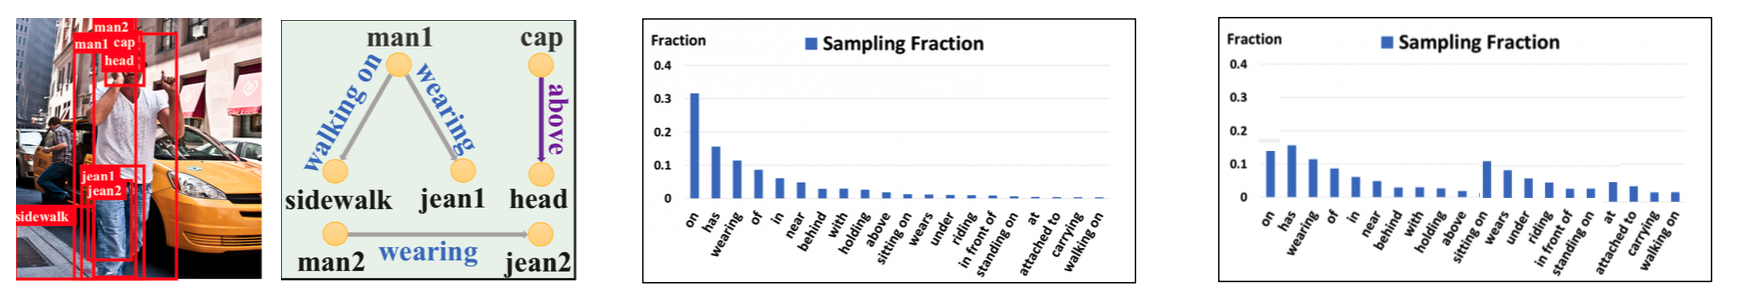 man2
man1 cap
head
jean1
jean2
sidewalk
man1
cap
walking on
wearing
above
sidewalk
jean1
head
man2
wearing
jean2
Fraction
Sampling Fraction
0.4
0.3
0.2
0.1
0
on
has
wearing
of
in
near
behind
with
holding
above
sitting on
wears
under
riding
in front of
standing on
at
attached to
carrying
walking on
Fraction
Sampling Fraction
0.4
0.3
0.2
0.1
0
on
has
wearing
of
in
near
behind
with
holding
above
sitting on
wears
under
riding
in front of
standing on
at
attached to
carrying
walking on